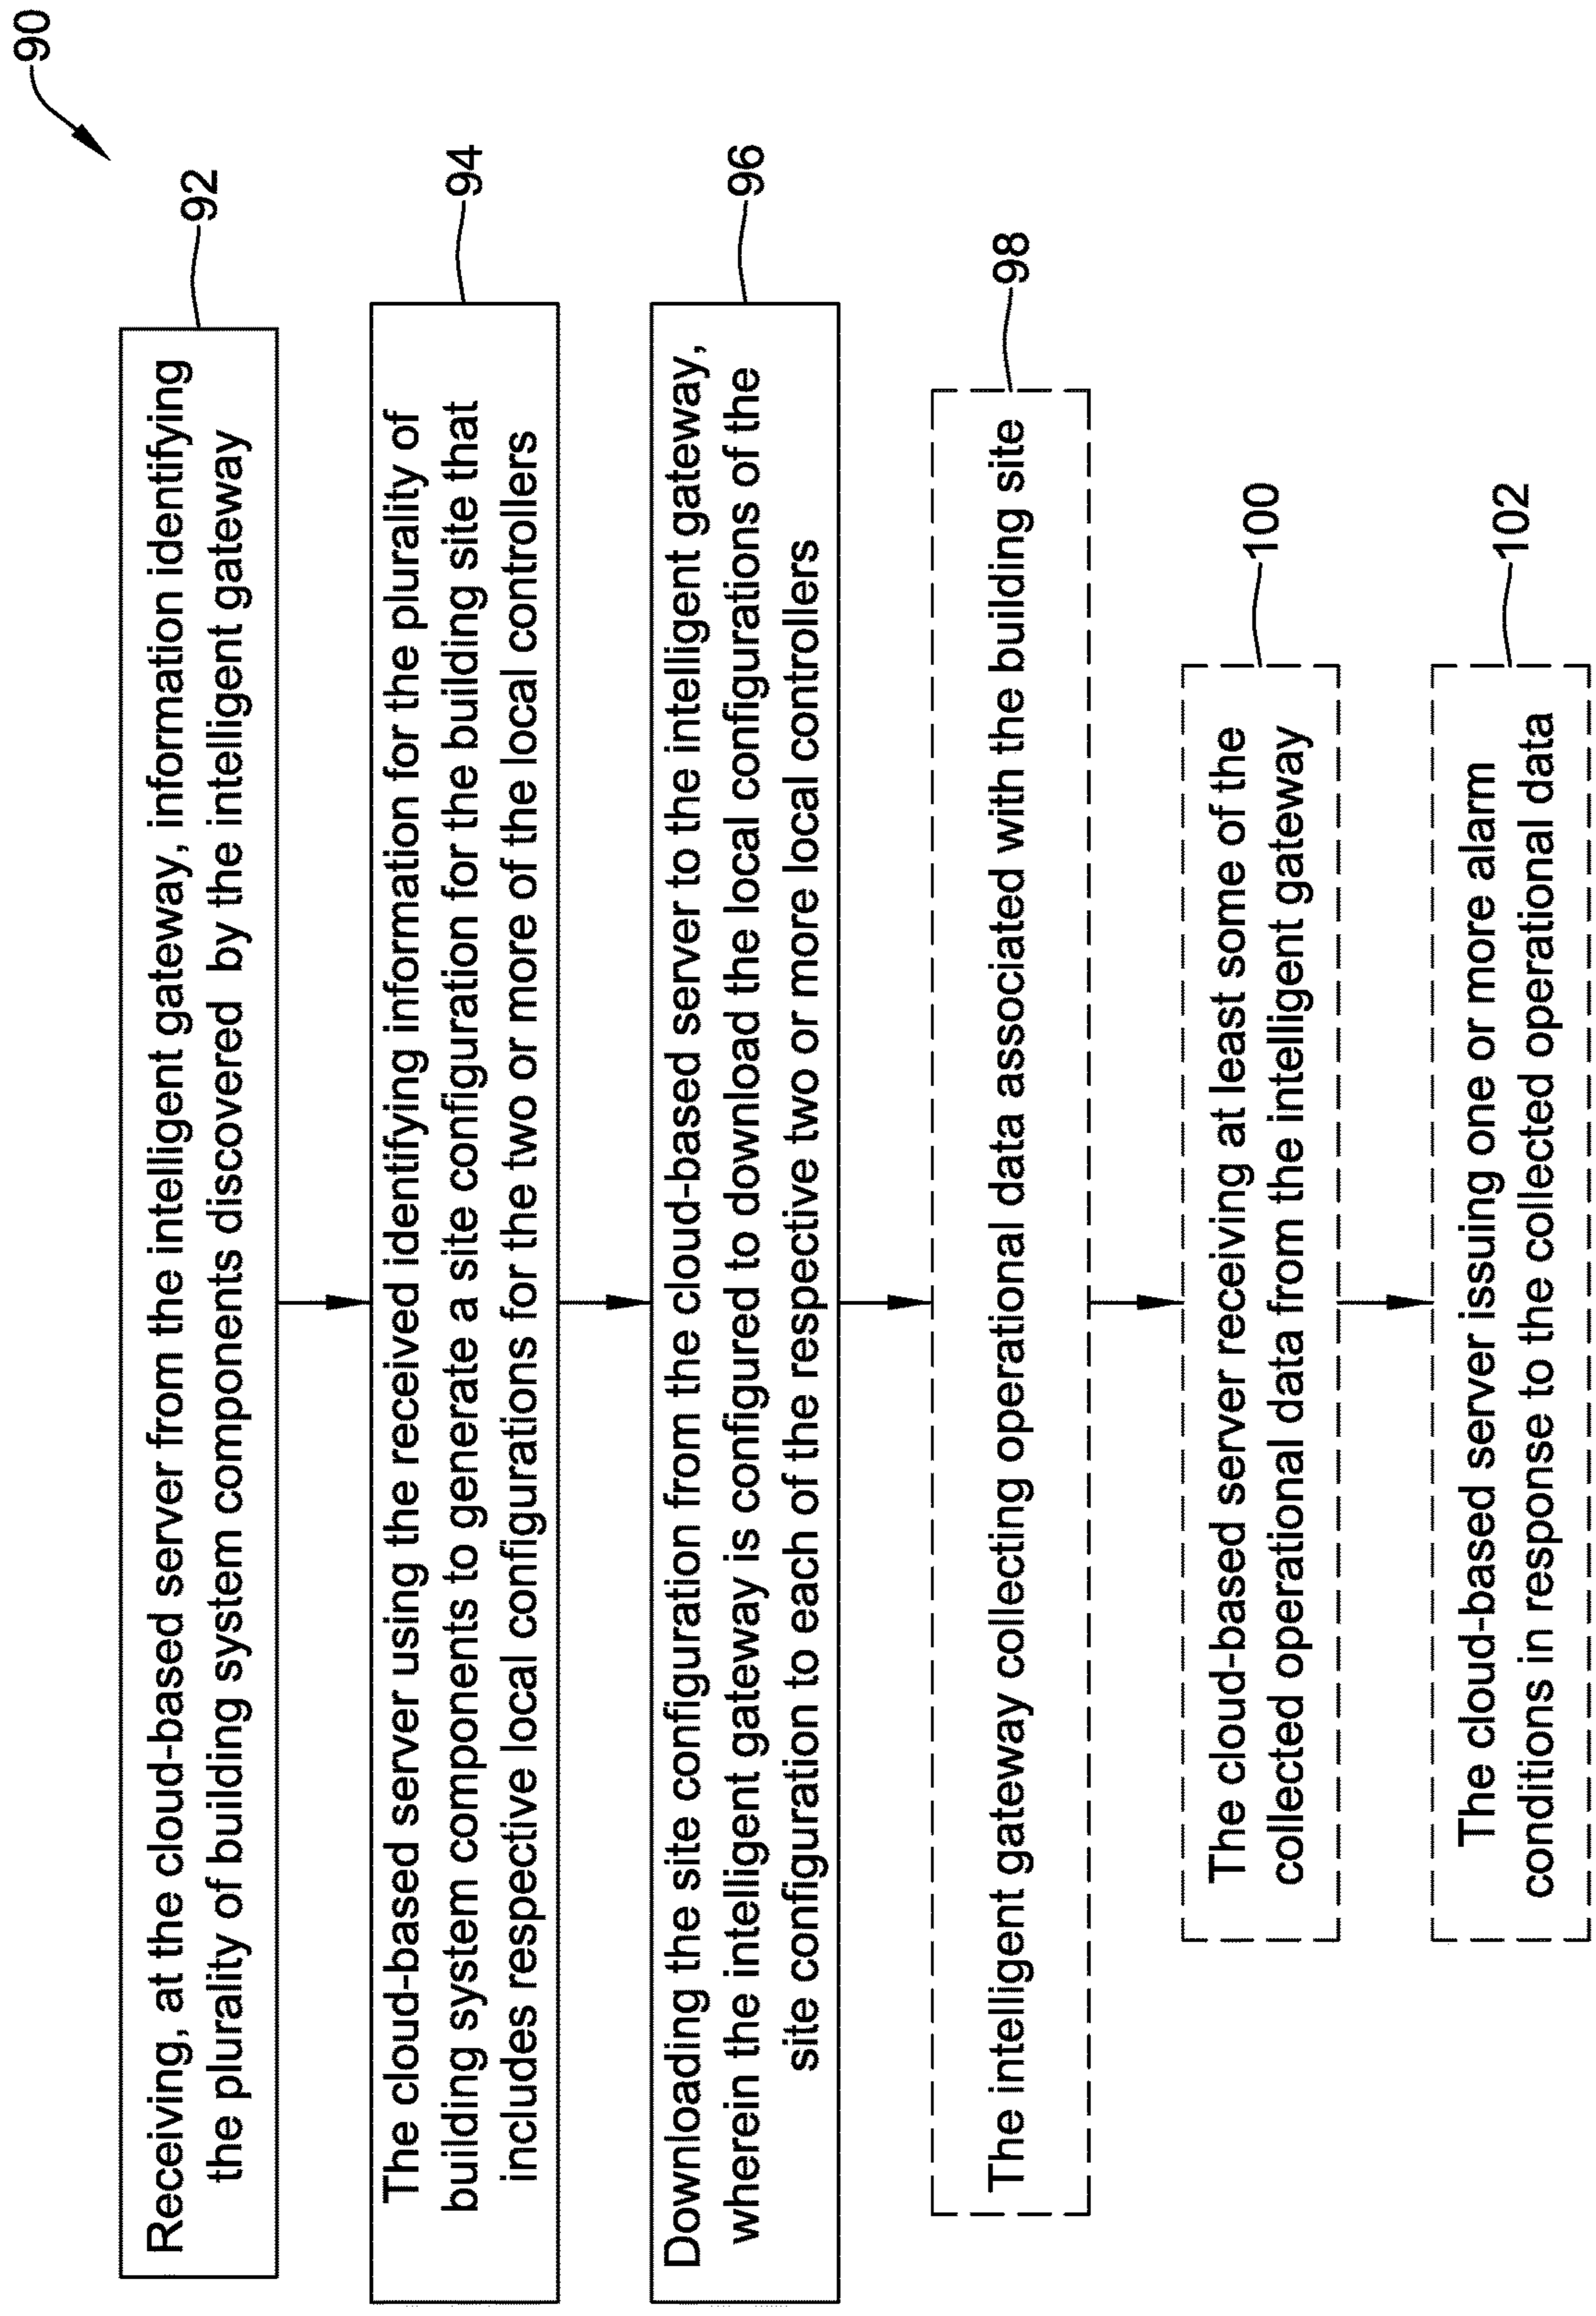 90
Receiving, at the cloud-based server from the intelligent gateway, information identifying
the plurality of building system components discovered by the intelligent gateway
92
The cloud-based server using the received identifying information for the plurality of
building system components to generate a site configuration for the building site that
includes respective local configurations for the two or more of the local controllers
94
Downloading the site configuration from the cloud-based server to the intelligent gateway,
wherein the intelligent gateway is configured to download the local configurations of the
site configuration to each of the respective two or more local controllers
96
The intelligent gateway collecting operational data associated with the building site
98
The cloud-based server receiving at least some of the
collected operational data from the intelligent gateway
100
The cloud-based server issuing one or more alarm
conditions in response to the collected operational data
102